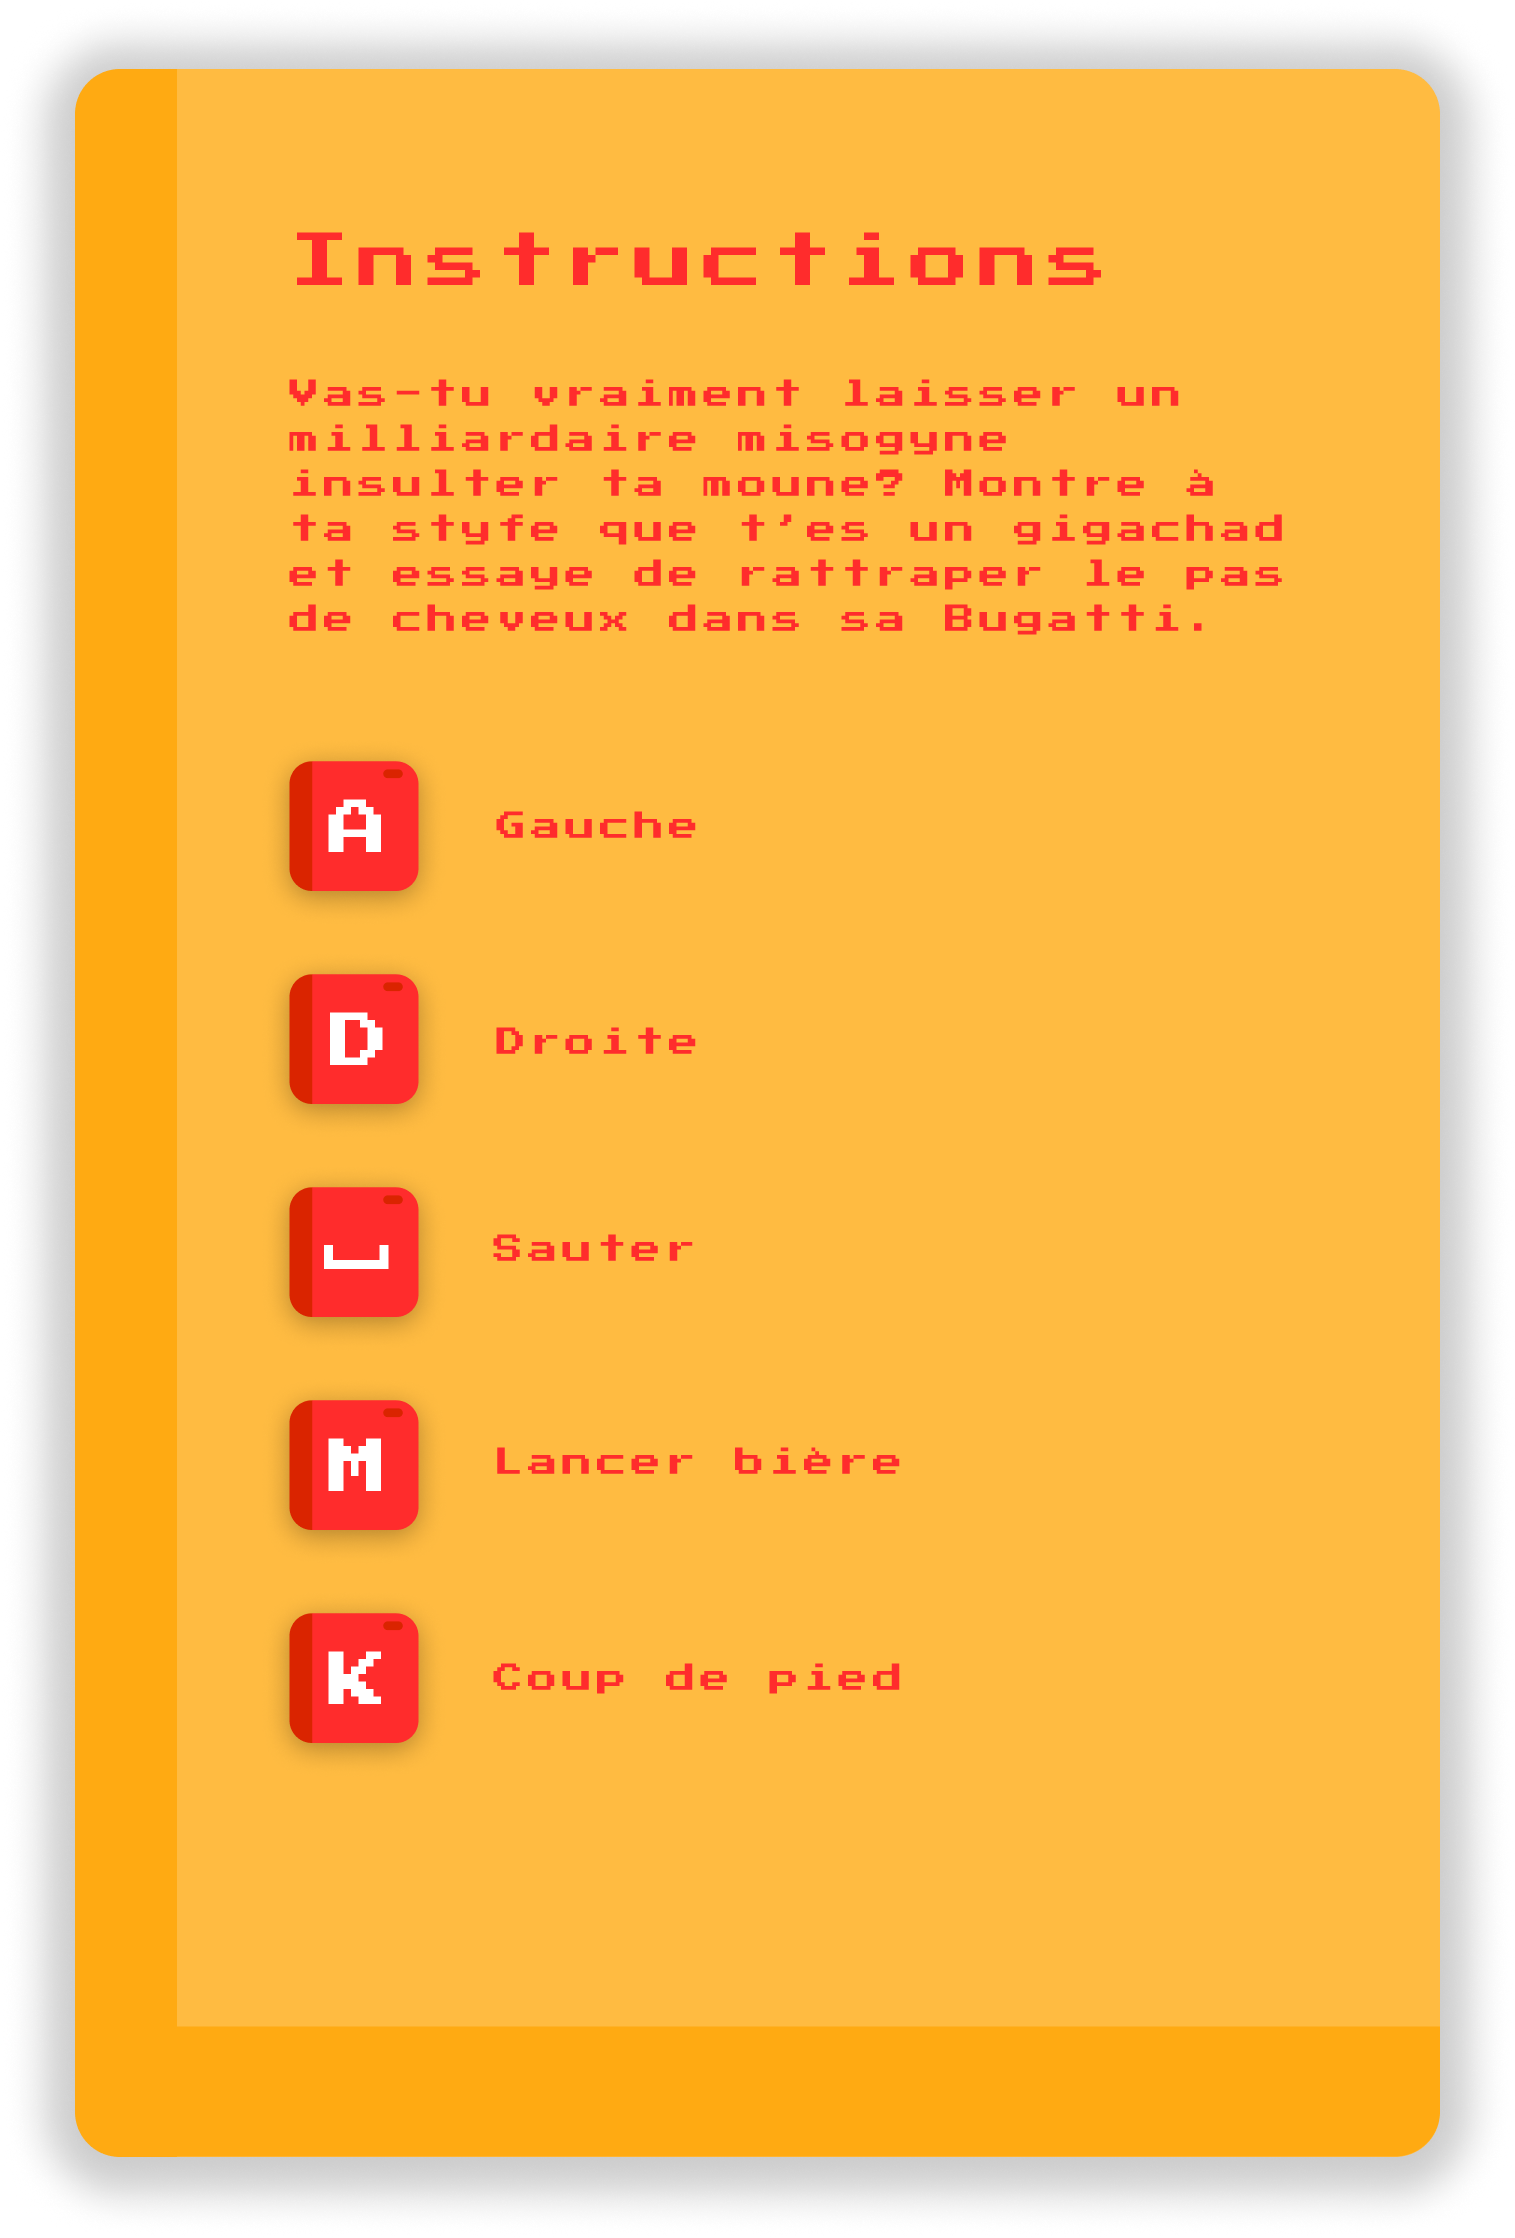 Instructions
Vas-tu vraiment laisser un
milliardaire misogyne
insulter ta moune? Montre à
ta styfe que t'es un gigachad
et essaye de rattraper le pas
de cheveux dans sa Bugatti.
A Gauche
D Droite
Sauter
M Lancer bière
K Coup de pied